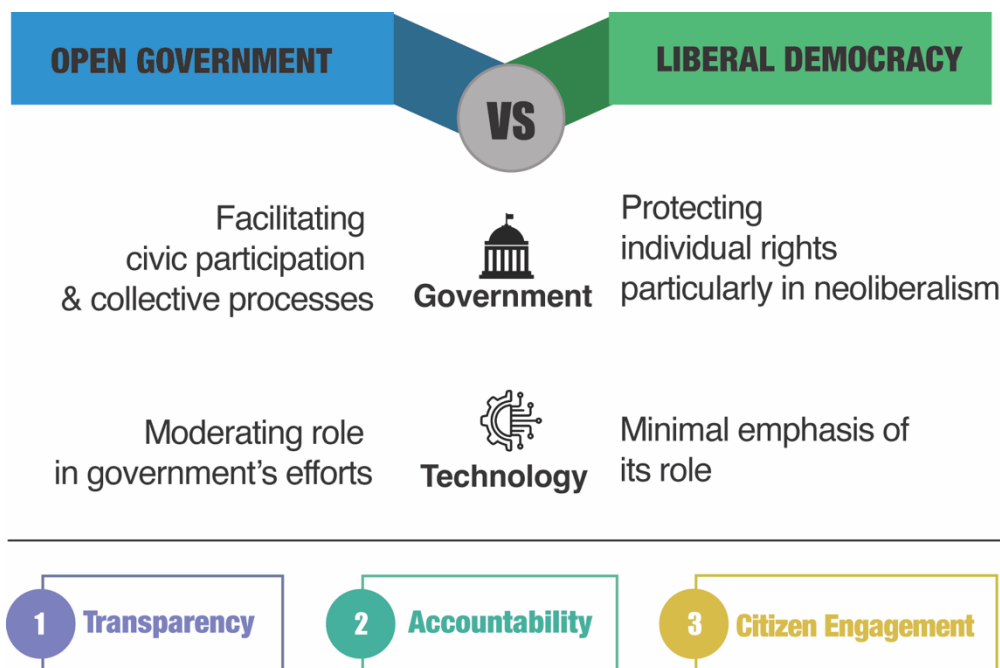 OPEN GOVERNMENT
VS
LIBERAL DEMOCRACY
Facilitating
civic participation
& collective processes
Government
Protecting
individual rights
particularly in neoliberalism
Moderating role
in government's efforts
Technology
Minimal emphasis of
its role
1 Transparency
2 Accountability
3 Citizen Engagement